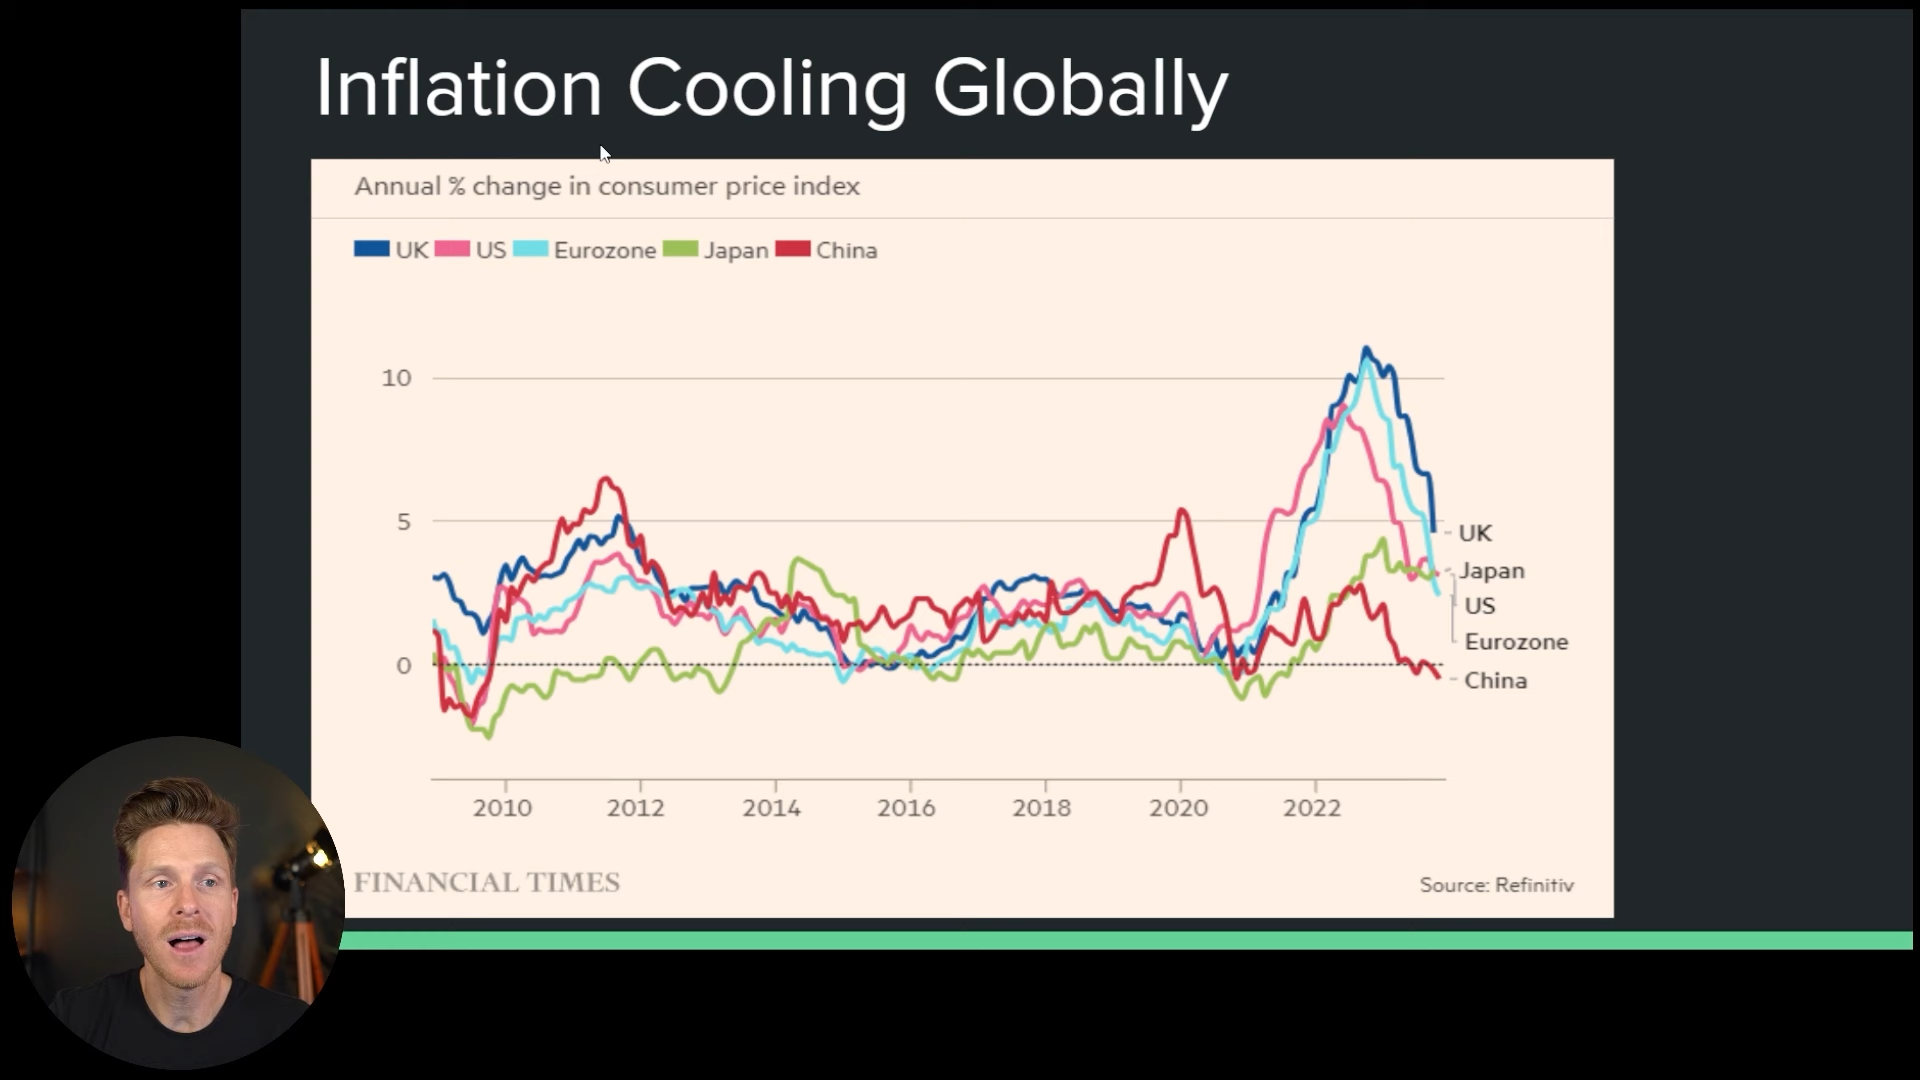 Inflation Cooling Globally
Annual % change in consumer price index
UK US Eurozone Japan China
10
5
0
UK
Japan
US
Eurozone
China
2010 2012 2014 2016 2018 2020 2022
FINANCIAL TIMES
Source: Refinitiv